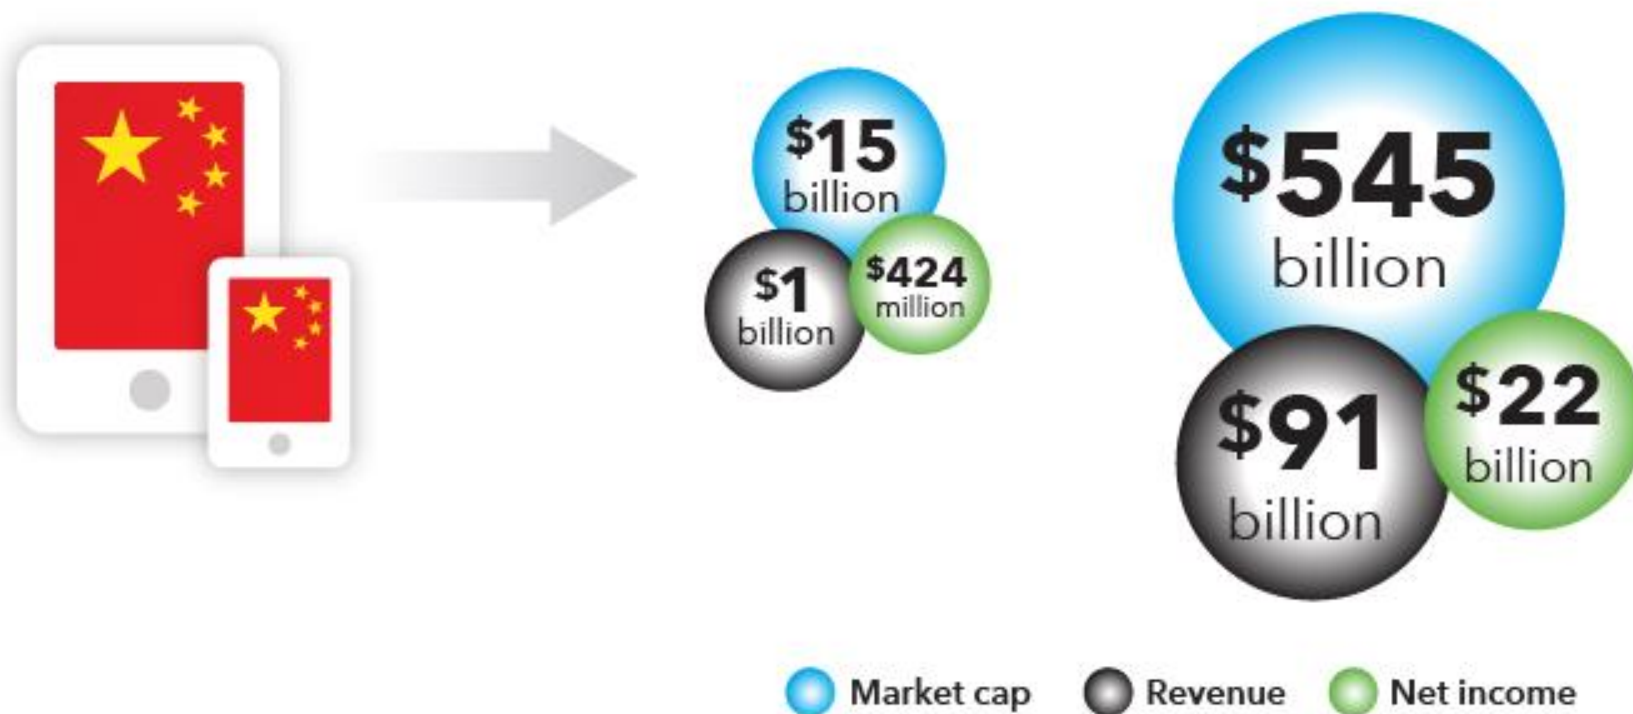 $15
billion
$1
billion
$424
million
$545
billion
$91
billion
$22
billion
Market cap
Revenue
Net income